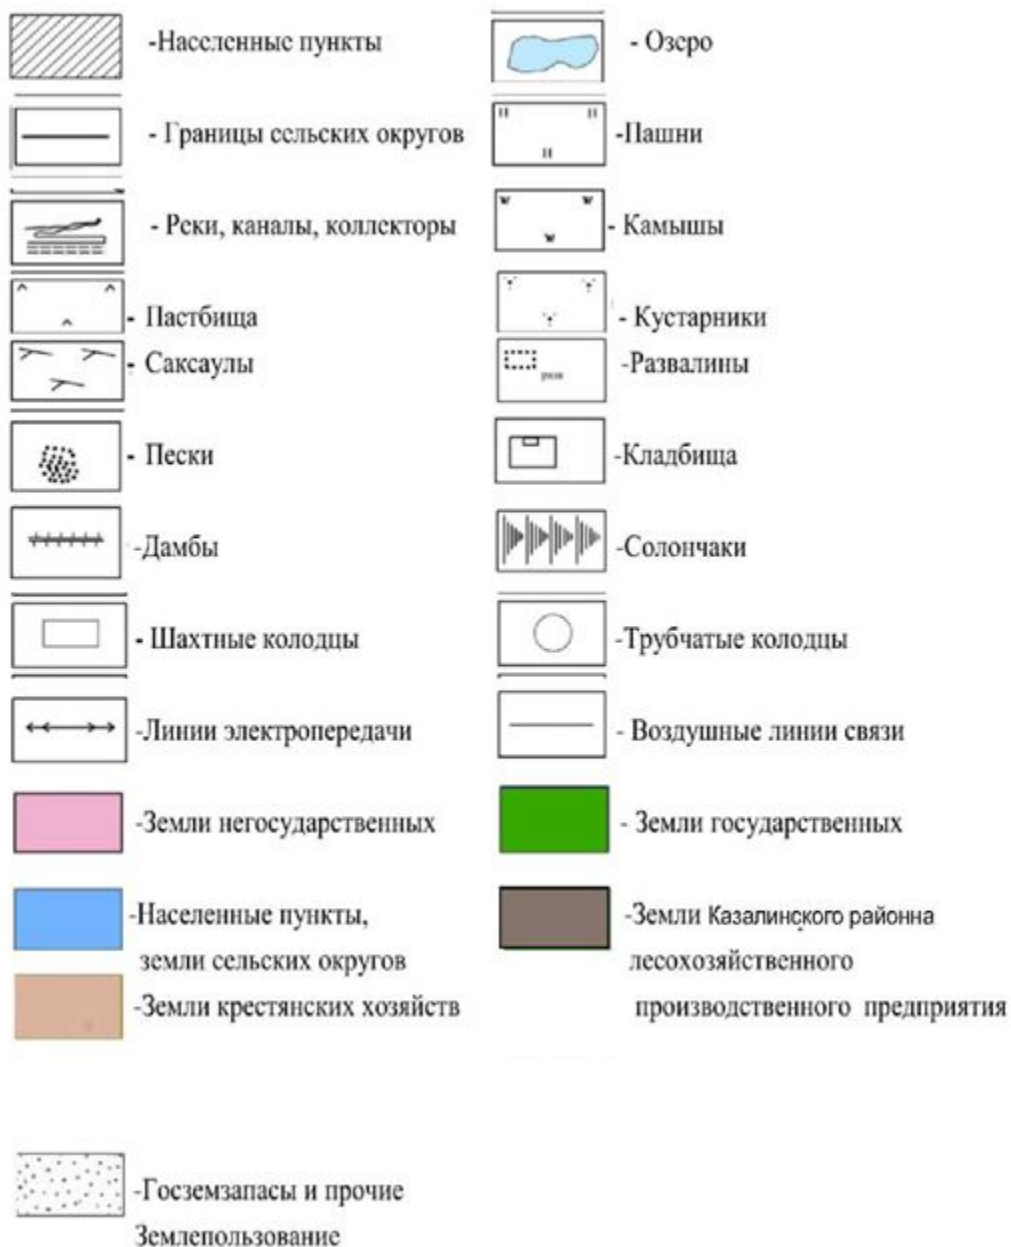 -Населенные пункты
- Озеро
- Границы сельских округов
-Пашни
- Реки, каналы, коллекторы
- Камышы
- Пастбища
- Кустарники
- Саксаулы
-Развалины
- Пески
-Кладбища
-Дамбы
-Солончаки
- Шахтные колодцы
-Трубчатые колодцы
-Линии электропередачи
- Воздушные линии связи
-Земли негосударственных
- Земли государственных
-Населенные пункты,
земли сельских округов
-Земли Казалинского районна
лесохозяйственного
производственного предприятия
-Земли крестянских хозяйств
-Госземзапасы и прочие
Землепользование